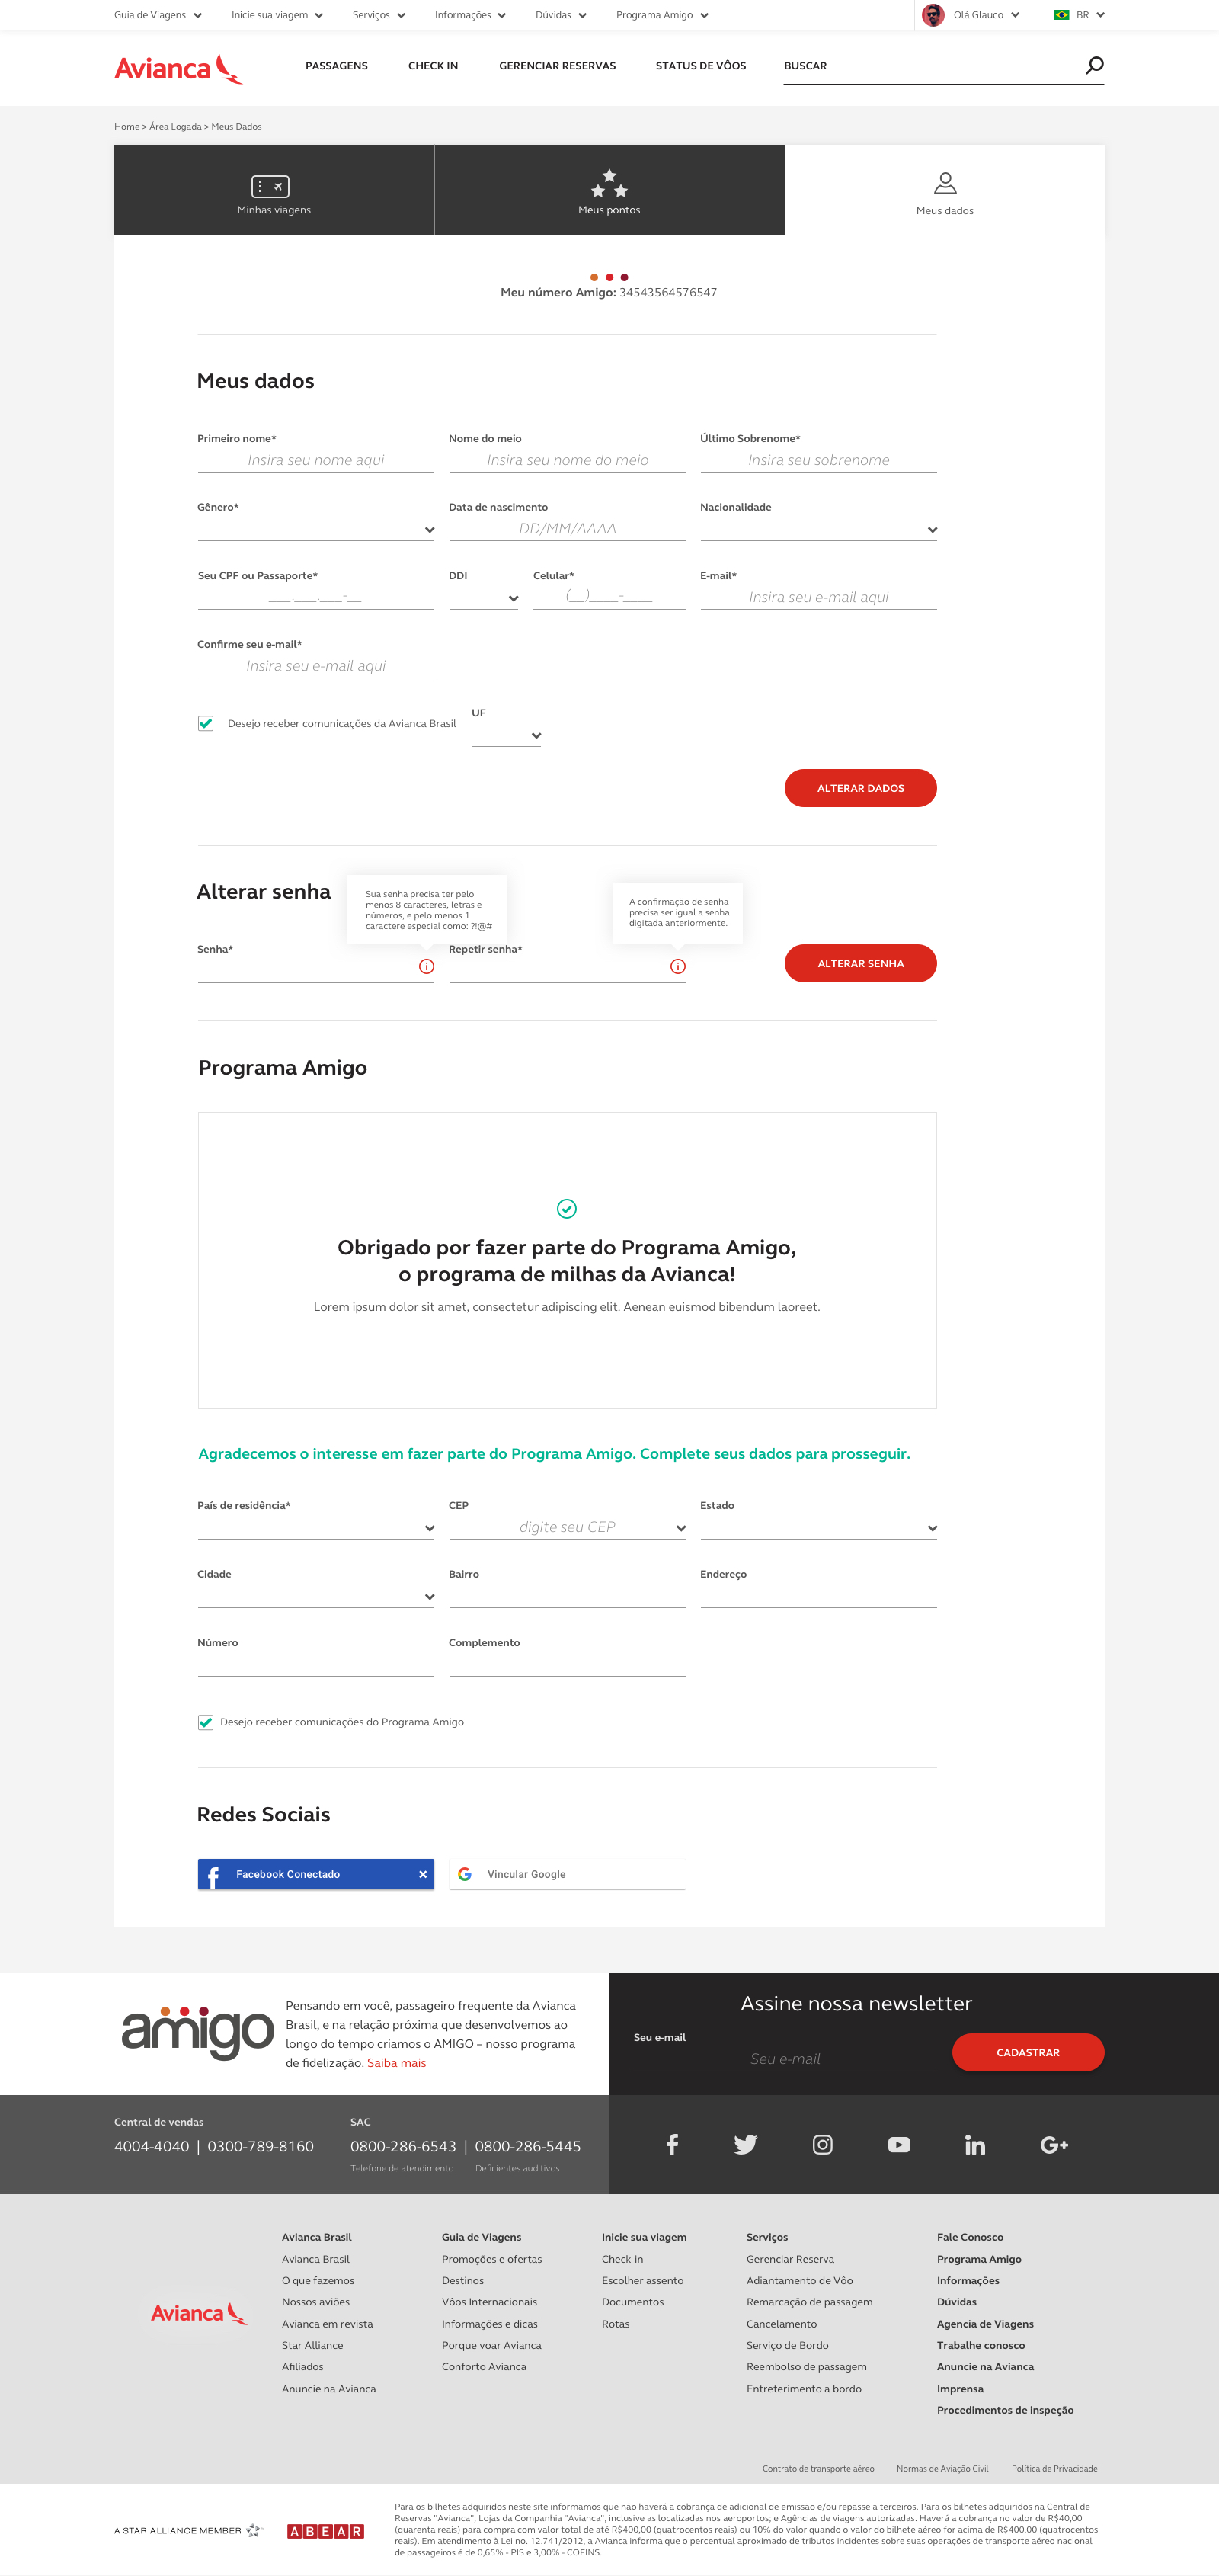 Guia de Viagens Inicie sua viagem Serviços Informações Dúvidas Programa Amigo Olá Glauco BR
Avianca PASSAGENS CHECK IN GERENCIAR RESERVAS STATUS DE VÔOS BUSCAR
Home > Área Logada > Meus Dados
Minhas viagens Meus pontos Meus dados
Meu número Amigo: 34543564576547
Meus dados
Primeiro nome* Nome do meio Último Sobrenome*
Insira seu nome aqui Insira seu nome do meio Insira seu sobrenome
Gênero* Data de nascimento Nacionalidade
DD/MM/AAAA
Seu CPF ou Passaporte* DDI Celular* E-mail*
___.___.___-__ (__)____-____ Insira seu e-mail aqui
Confirme seu e-mail*
Insira seu e-mail aqui
UF
Desejo receber comunicações da Avianca Brasil
ALTERAR DADOS
Alterar senha
Sua senha precisa ter pelo
menos 8 caracteres, letras e
números, e pelo menos 1
caractere especial como: ?!@#
A confirmação de senha
precisa ser igual a senha
digitada anteriormente.
Senha* Repetir senha*
ALTERAR SENHA
Programa Amigo
Obrigado por fazer parte do Programa Amigo,
o programa de milhas da Avianca!
Lorem ipsum dolor sit amet, consectetur adipiscing elit. Aenean euismod bibendum laoreet.
Agradecemos o interesse em fazer parte do Programa Amigo. Complete seus dados para prosseguir.
País de residência* CEP Estado
digite seu CEP
Cidade Bairro Endereço
Número Complemento
Desejo receber comunicações do Programa Amigo
Redes Sociais
Facebook Conectado Vincular Google
amigo
Pensando em você, passageiro frequente da Avianca
Brasil, e na relação próxima que desenvolvemos ao
longo do tempo criamos o AMIGO – nosso programa
de fidelização. Saiba mais
Assine nossa newsletter
Seu e-mail
Seu e-mail
CADASTRAR
Central de vendas
4004-4040 | 0300-789-8160
SAC
0800-286-6543 | 0800-286-5445
Telefone de atendimento Deficientes auditivos
Avianca
Avianca Brasil
Avianca Brasil
O que fazemos
Nossos aviões
Avianca em revista
Star Alliance
Afiliados
Anuncie na Avianca
Guia de Viagens
Promoções e ofertas
Destinos
Vôos Internacionais
Informações e dicas
Porque voar Avianca
Conforto Avianca
Inicie sua viagem
Check-in
Escolher assento
Documentos
Rotas
Serviços
Gerenciar Reserva
Adiantamento de Vôo
Remarcação de passagem
Cancelamento
Serviço de Bordo
Reembolso de passagem
Entreterimento a bordo
Fale Conosco
Programa Amigo
Informações
Dúvidas
Agencia de Viagens
Trabalhe conosco
Anuncie na Avianca
Imprensa
Procedimentos de inspeção
Contrato de transporte aéreo Normas de Aviação Civil Política de Privacidade
A STAR ALLIANCE MEMBER
ABEAR
Para os bilhetes adquiridos neste site informamos que não haverá a cobrança de adicional de emissão e/ou repasse a terceiros. Para os bilhetes adquiridos na Central de
Reservas "Avianca"; Lojas da Companhia "Avianca", inclusive as localizadas nos aeroportos; e Agências de viagens autorizadas. Haverá a cobrança no valor de R$40,00
(quarenta reais) para compra com valor total de até R$400,00 (quatrocentos reais) ou 10% do valor quando o valor do bilhete aéreo for acima de R$400,00 (quatrocentos
reais). Em atendimento à Lei no. 12.741/2012, a Avianca informa que o percentual aproximado de tributos incidentes sobre suas operações de transporte aéreo nacional
de passageiros é de 0,65% - PIS e 3,00% - COFINS.